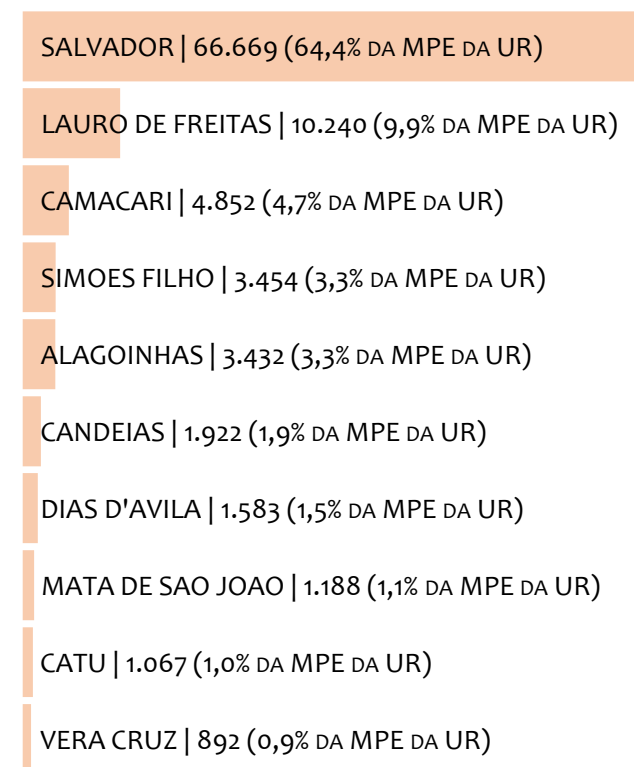 SALVADOR | 66.669 (64,4% DA MPE DA UR)
LAURO DE FREITAS | 10.240 (9,9% DA MPE DA UR)
CAMACARI | 4.852 (4,7% DA MPE DA UR)
SIMOES FILHO | 3.454 (3,3% DA MPE DA UR)
ALAGOINHAS | 3.432 (3,3% DA MPE DA UR)
CANDEIAS | 1.922 (1,9% DA MPE DA UR)
DIAS D'AVILA | 1.583 (1,5% DA MPE DA UR)
MATA DE SAO JOAO | 1.188 (1,1% DA MPE DA UR)
CATU | 1.067 (1,0% DA MPE DA UR)
VERA CRUZ | 892 (0,9% DA MPE DA UR)